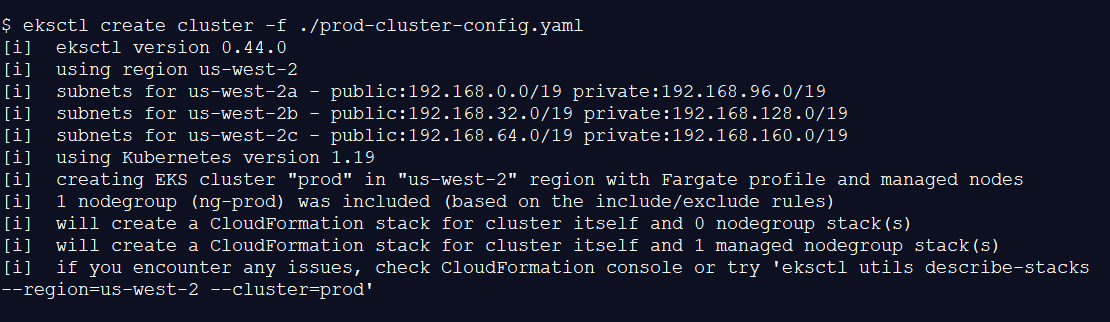 $ eksctl create cluster -f ./prod-cluster-config.yaml
[i]  eksctl version 0.44.0
[i]  using region us-west-2
[i]  subnets for us-west-2a - public:192.168.0.0/19 private:192.168.96.0/19
[i]  subnets for us-west-2b - public:192.168.32.0/19 private:192.168.128.0/19
[i]  subnets for us-west-2c - public:192.168.64.0/19 private:192.168.160.0/19
[i]  using Kubernetes version 1.19
[i]  creating EKS cluster "prod" in "us-west-2" region with Fargate profile and managed nodes
[i]  1 nodegroup (ng-prod) was included (based on the include/exclude rules)
[i]  will create a CloudFormation stack for cluster itself and 0 nodegroup stack(s)
[i]  will create a CloudFormation stack for cluster itself and 1 managed nodegroup stack(s)
[i]  if you encounter any issues, check CloudFormation console or try 'eksctl utils describe-stacks
--region=us-west-2 --cluster=prod'